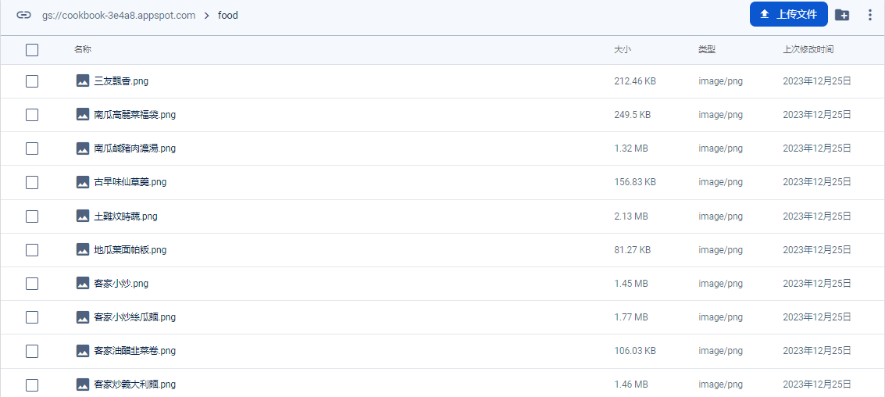 gs://cookbook-3e4a8.appspot.com > food 上传文件
名称 大小 类型 上次修改时间
三友飄香.png 212.46 KB image/png 2023年12月25日
南瓜高麗菜福袋.png 249.5 KB image/png 2023年12月25日
南瓜鹹豬肉濃湯.png 1.32 MB image/png 2023年12月25日
古早味仙草羹.png 156.83 KB image/png 2023年12月25日
土雞炆時蔬.png 2.13 MB image/png 2023年12月25日
地瓜葉面帕粄.png 81.27 KB image/png 2023年12月25日
客家小炒.png 1.45 MB image/png 2023年12月25日
客家小炒絲瓜麵.png 1.77 MB image/png 2023年12月25日
客家油醋韭菜卷.png 106.03 KB image/png 2023年12月25日
客家炒義大利麵.png 1.46 MB image/png 2023年12月25日